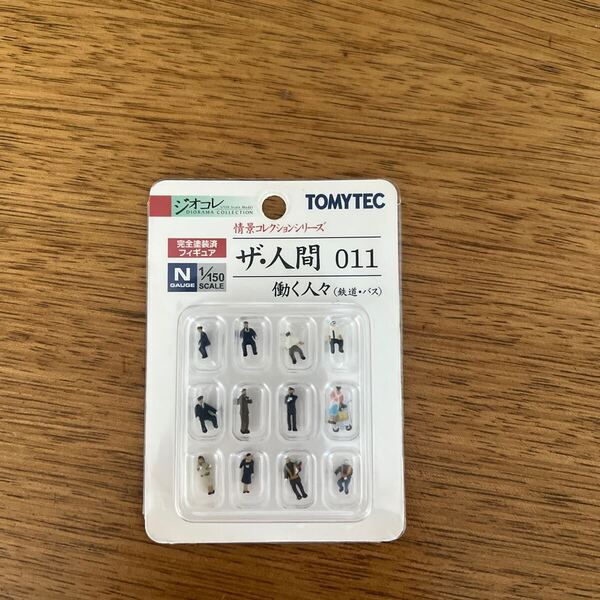 ジオコレ
DIORAMA COLLECTION
TOMYTEC
情景コレクションシリーズ
完全塗装済
フィギュア
ザ・人間 011
N
GAUGE
1/150
SCALE
働く人々(鉄道・バス)